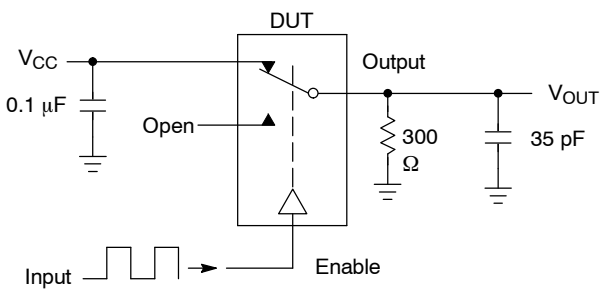 DUT
VCC
Output
VOUT
0.1 μF
Open
300
Ω
35 pF
Input
Enable